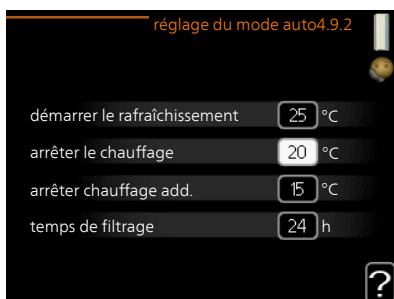 réglage du mode auto4.9.2
démarrer le rafraîchissement 25 °C
arrêter le chauffage 20 °C
arrêter chauffage add. 15 °C
temps de filtrage 24 h
?